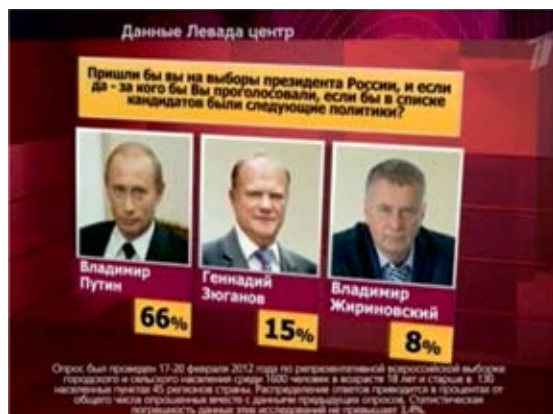 Данные Левада центр
Пришли бы вы на выборы президента России, и если
да - за кого бы Вы проголосовали, если бы в списке
кандидатов были следующие политики?
Владимир
Путин
66%
Геннадий
Зюганов
15%
Владимир
Жириновский
8%
Опрос был проведен 17-20 февраля 2012 года по репрезентативной всероссийской выборке
городского и сельского населения среди 1600 человек в возрасте 18 лет и старше в 130
населенных пунктах 45 регионов страны. Распределение ответов приводится в процентах от
общего числа опрошенных вместе с данными предыдущих опросов. Статистическая
погрешность данных этих исследований не превышает 3,4%.